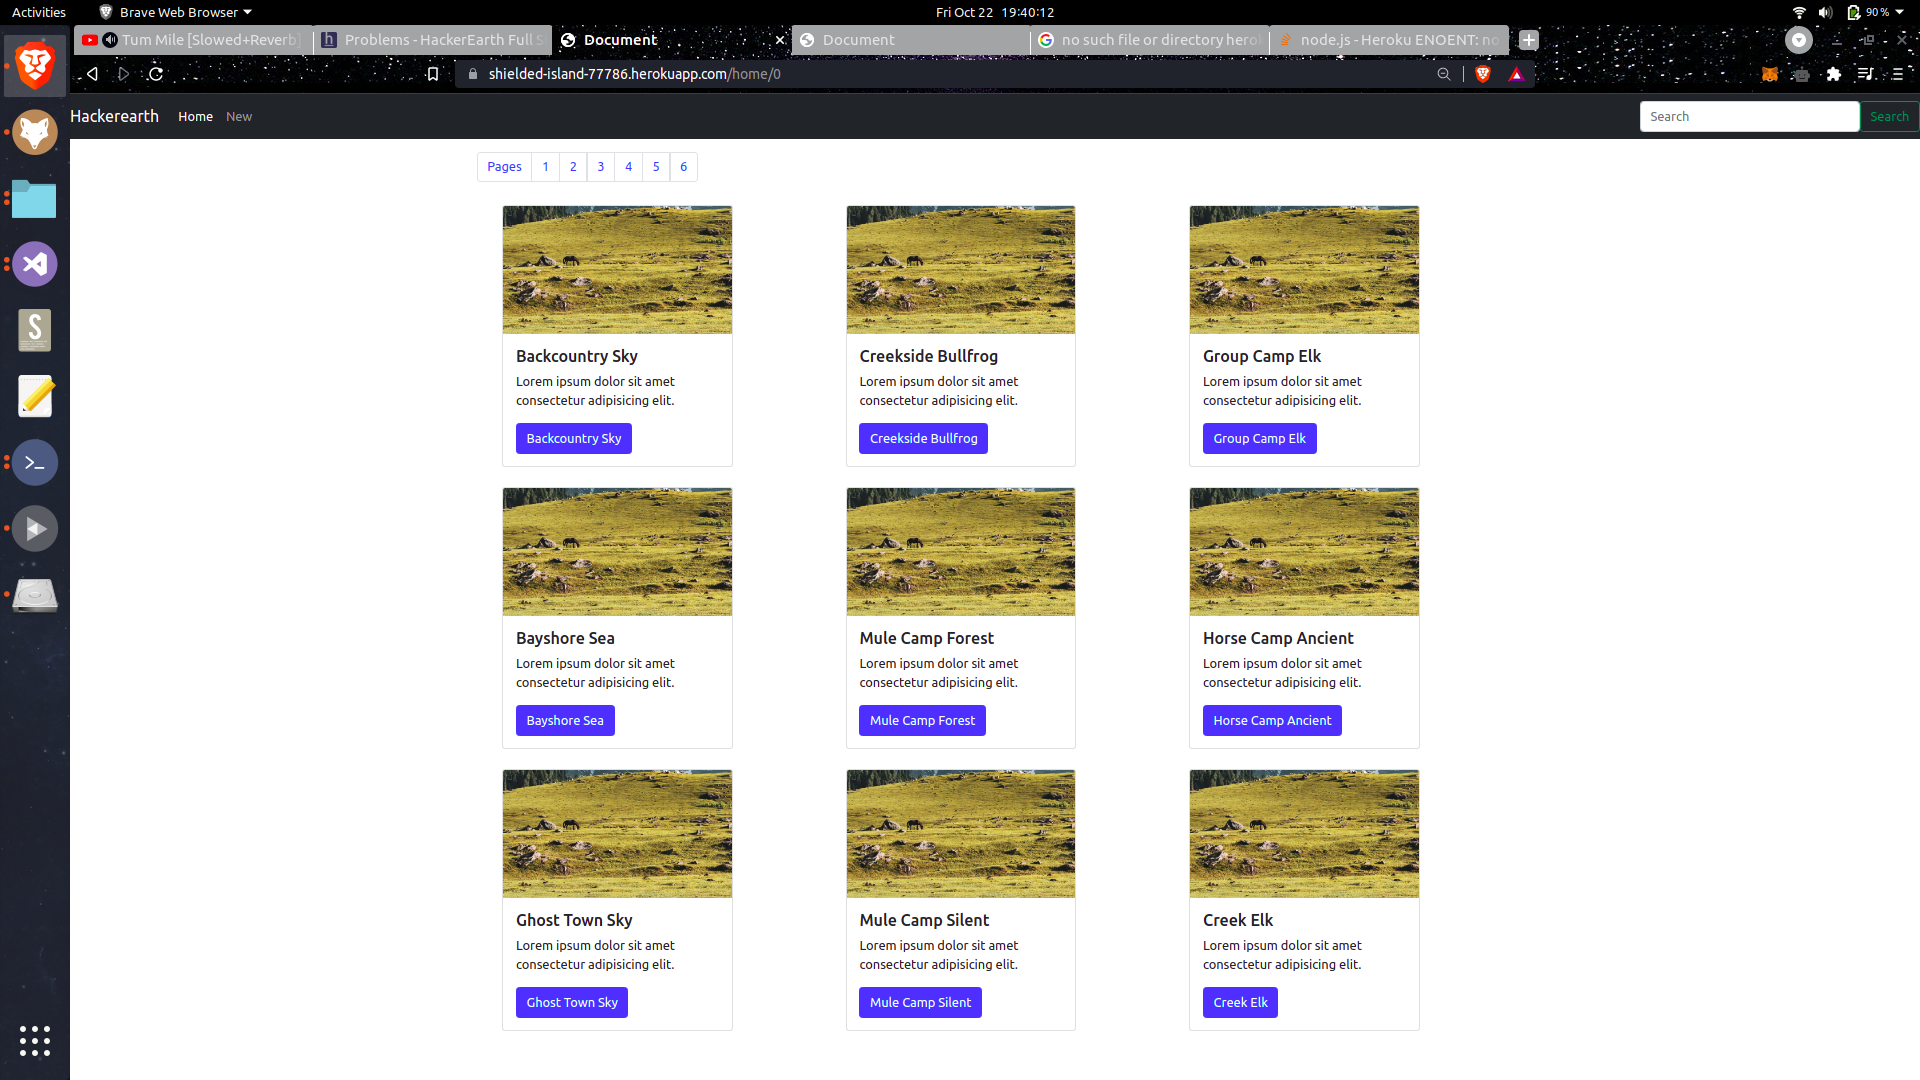 Activities Brave Web Browser Fri Oct 22 19:40:12 90 %
Tum Mile [Slowed+Reverb] Problems - HackerEarth Full S Document Document no such file or directory hero node.js - Heroku ENOENT: no
shielded-island-77786.herokuapp.com/home/0
Hackerearth Home New Search Search
Pages 1 2 3 4 5 6
Backcountry Sky
Lorem ipsum dolor sit amet
consectetur adipisicing elit.
Backcountry Sky
Creekside Bullfrog
Lorem ipsum dolor sit amet
consectetur adipisicing elit.
Creekside Bullfrog
Group Camp Elk
Lorem ipsum dolor sit amet
consectetur adipisicing elit.
Group Camp Elk
Bayshore Sea
Lorem ipsum dolor sit amet
consectetur adipisicing elit.
Bayshore Sea
Mule Camp Forest
Lorem ipsum dolor sit amet
consectetur adipisicing elit.
Mule Camp Forest
Horse Camp Ancient
Lorem ipsum dolor sit amet
consectetur adipisicing elit.
Horse Camp Ancient
Ghost Town Sky
Lorem ipsum dolor sit amet
consectetur adipisicing elit.
Ghost Town Sky
Mule Camp Silent
Lorem ipsum dolor sit amet
consectetur adipisicing elit.
Mule Camp Silent
Creek Elk
Lorem ipsum dolor sit amet
consectetur adipisicing elit.
Creek Elk